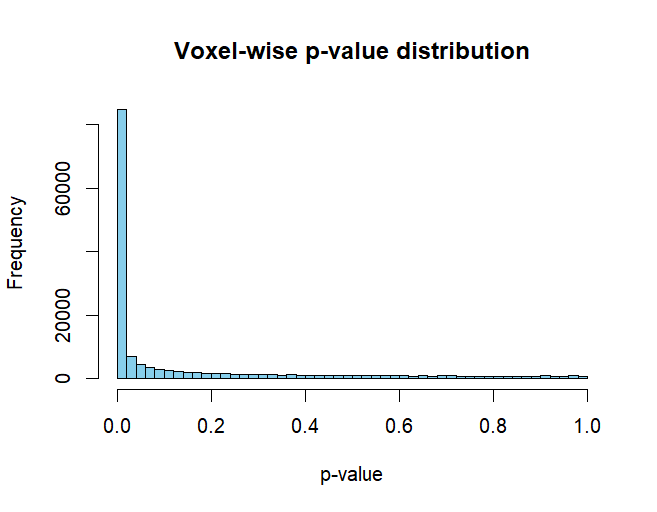 Voxel-wise p-value distribution
Frequency
60000
20000
0
0.0 0.2 0.4 0.6 0.8 1.0
p-value